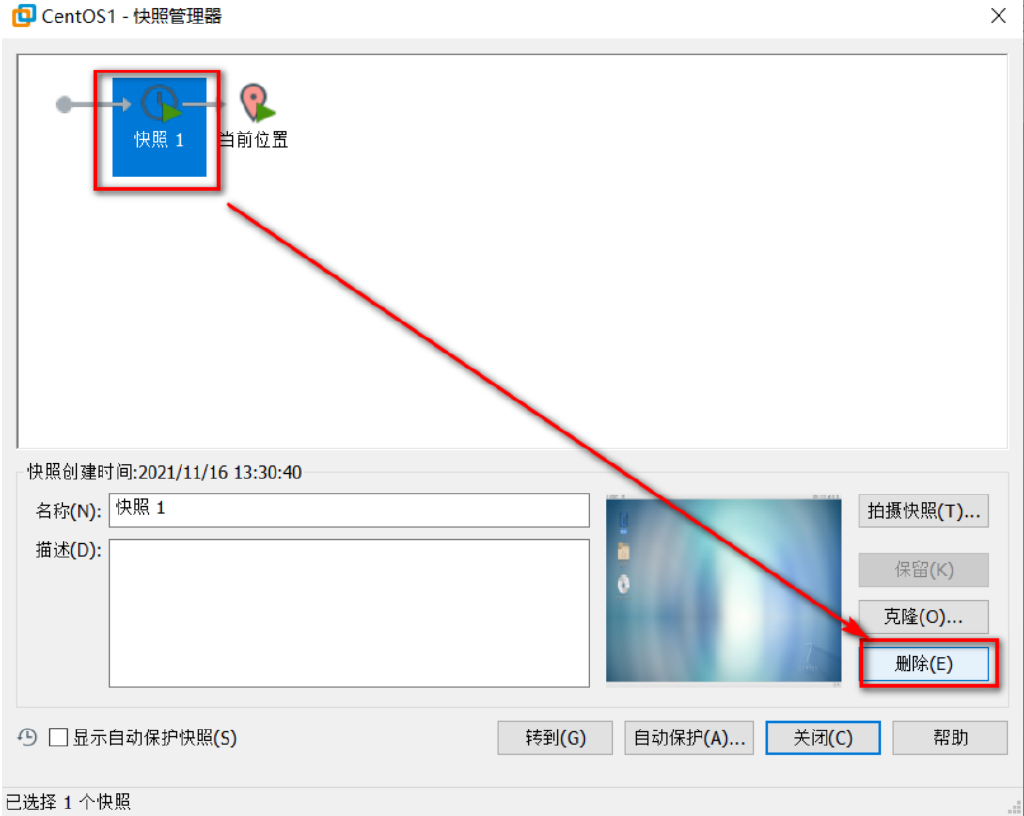 CentOS1 - 快照管理器
快照 1
当前位置
快照创建时间:2021/11/16 13:30:40
名称(N):
快照 1
拍摄快照(T)...
描述(D):
保留(K)
克隆(O)...
删除(E)
显示自动保护快照(S)
转到(G)
自动保护(A)...
关闭(C)
帮助
已选择 1 个快照